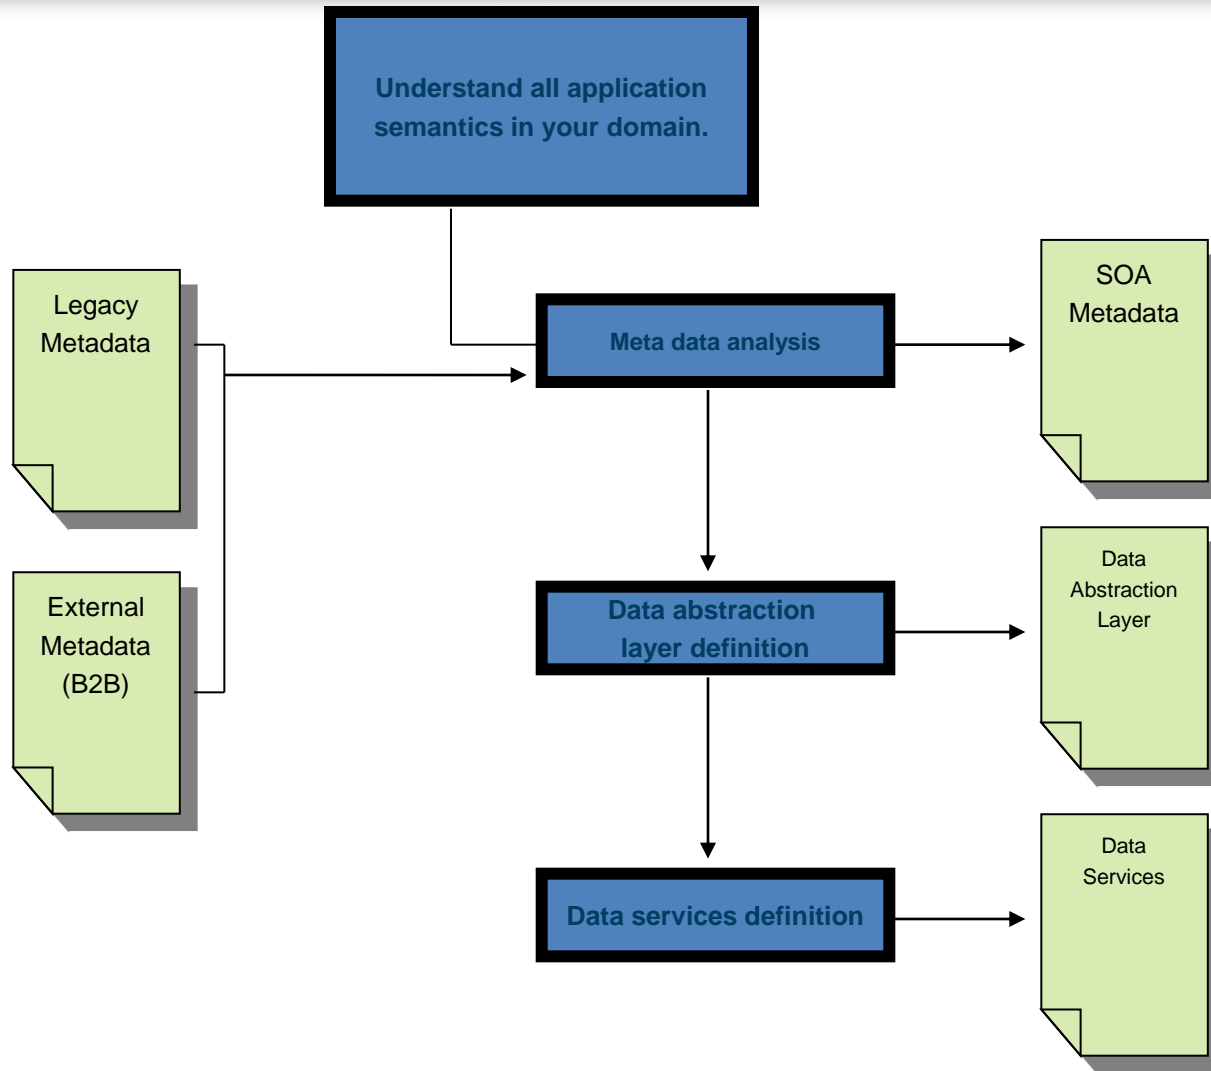 Understand all application
semantics in your domain.
Legacy
Metadata
Meta data analysis
SOA
Metadata
External
Metadata
(B2B)
Data abstraction
layer definition
Data
Abstraction
Layer
Data services definition
Data
Services